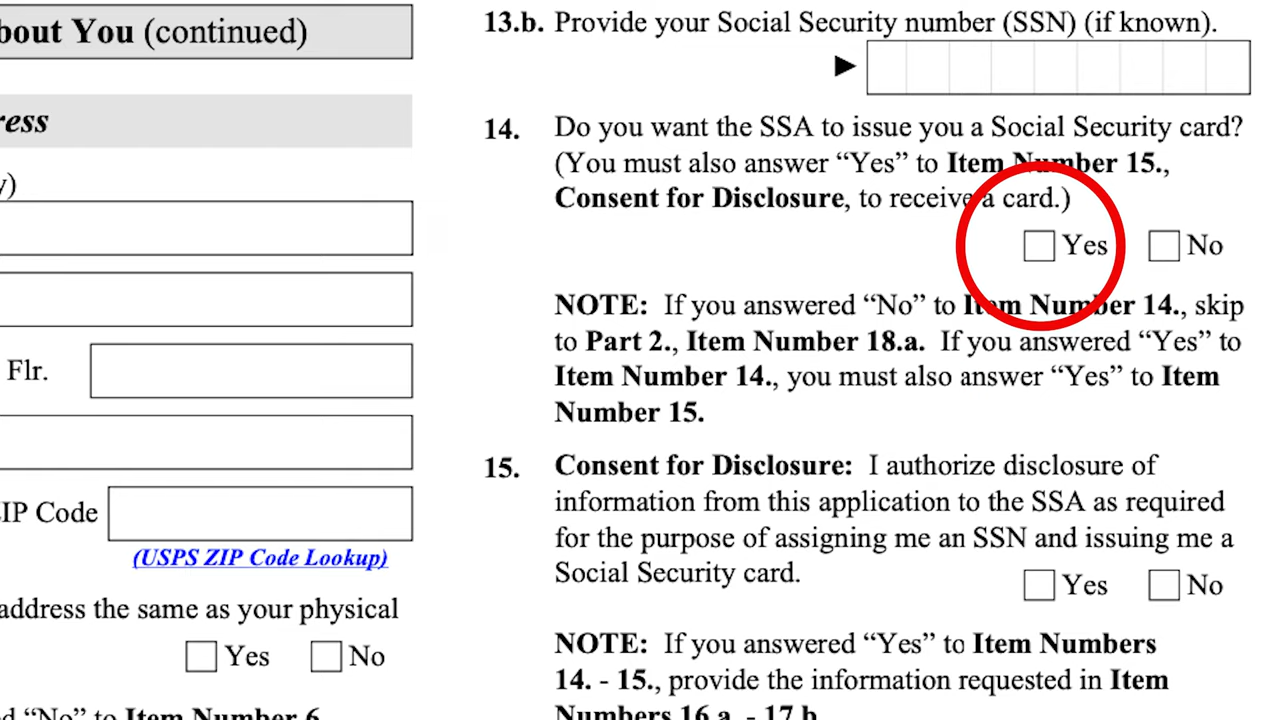 bout You (continued)
ress
y)
Flr.
ZIP Code
(USPS ZIP Code Lookup)
address the same as your physical
Yes No
d “No” to Item Number 6.
13.b. Provide your Social Security number (SSN) (if known).
14. Do you want the SSA to issue you a Social Security card?
(You must also answer “Yes” to Item Number 15.,
Consent for Disclosure, to receive a card.)
Yes No
NOTE: If you answered “No” to Item Number 14., skip
to Part 2., Item Number 18.a. If you answered “Yes” to
Item Number 14., you must also answer “Yes” to Item
Number 15.
15. Consent for Disclosure: I authorize disclosure of
information from this application to the SSA as required
for the purpose of assigning me an SSN and issuing me a
Social Security card.
Yes No
NOTE: If you answered “Yes” to Item Numbers
14. - 15., provide the information requested in Item
Numbers 16.a. - 17.b.